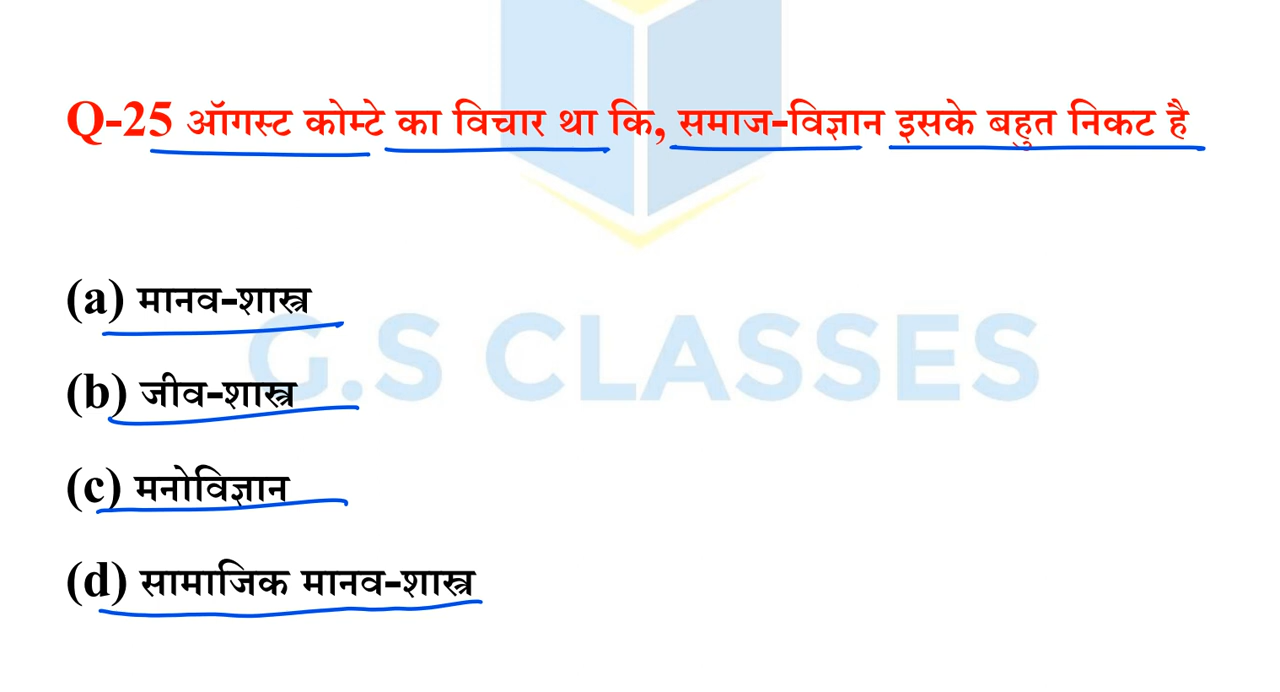 Q-25 ऑगस्ट कोम्टे का विचार था कि, समाज-विज्ञान इसके बहुत निकट है
(a) मानव-शास्त्र
G.S CLASSES
(b) जीव-शास्त्र
(c) मनोविज्ञान
(d) सामाजिक मानव-शास्त्र